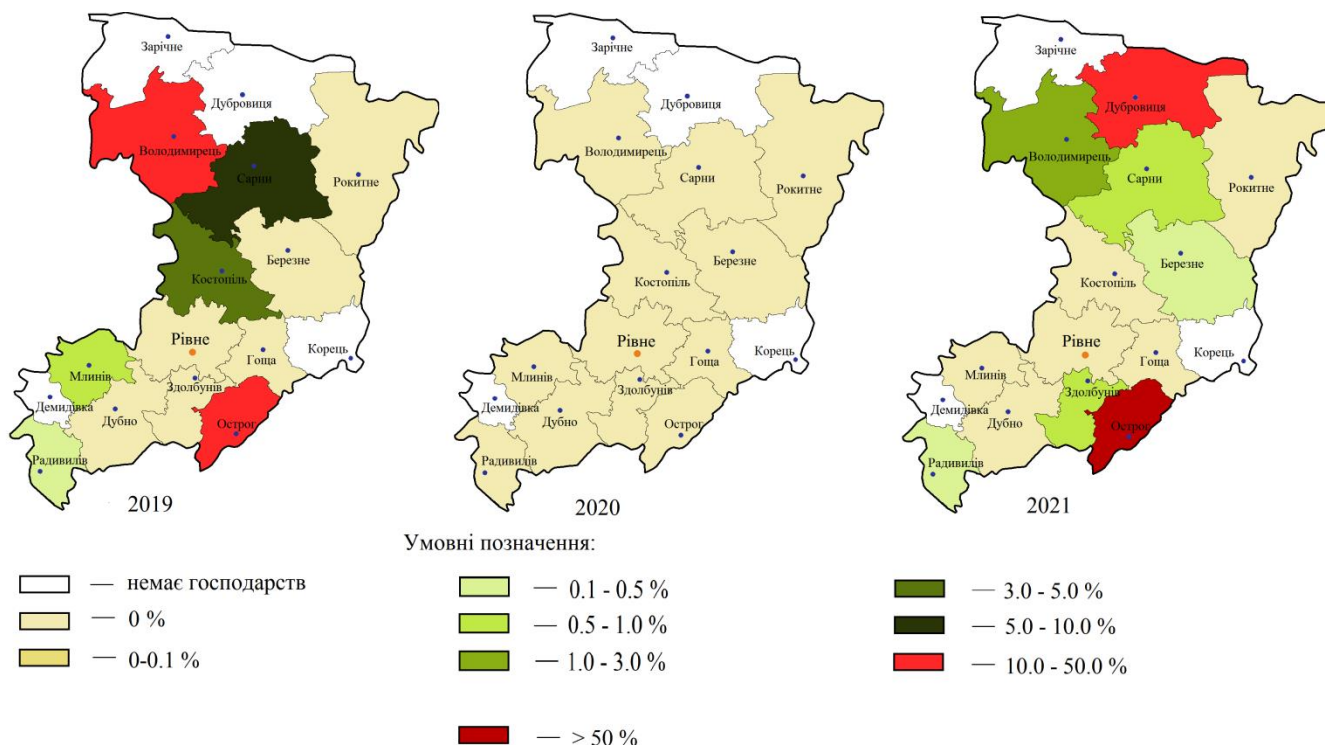 Зарічне
Дубровиця
Володимирець
Сарни
Рокитне
Березне
Костопіль
Рівне
Корець
Гоща
Млинів
Здолбунів
Демидівка
Дубно
Острог
Радивилів
2019
Зарічне
Дубровиця
Володимирець
Сарни
Рокитне
Березне
Костопіль
Рівне
Гоща
Корець
Млинів
Здолбунів
Демидівка
Дубно
Острог
Радивилів
2020
Зарічне
Дубровиця
Володимирець
Сарни
Рокитне
Березне
Костопіль
Рівне
Гоща
Корець
Млинів
Здолбунів
Демидівка
Дубно
Острог
Радивилів
2021
Умовні позначення:
— немає господарств
— 0 %
— 0-0.1 %
— 0.1 - 0.5 %
— 0.5 - 1.0 %
— 1.0 - 3.0 %
— > 50 %
— 3.0 - 5.0 %
— 5.0 - 10.0 %
— 10.0 - 50.0 %